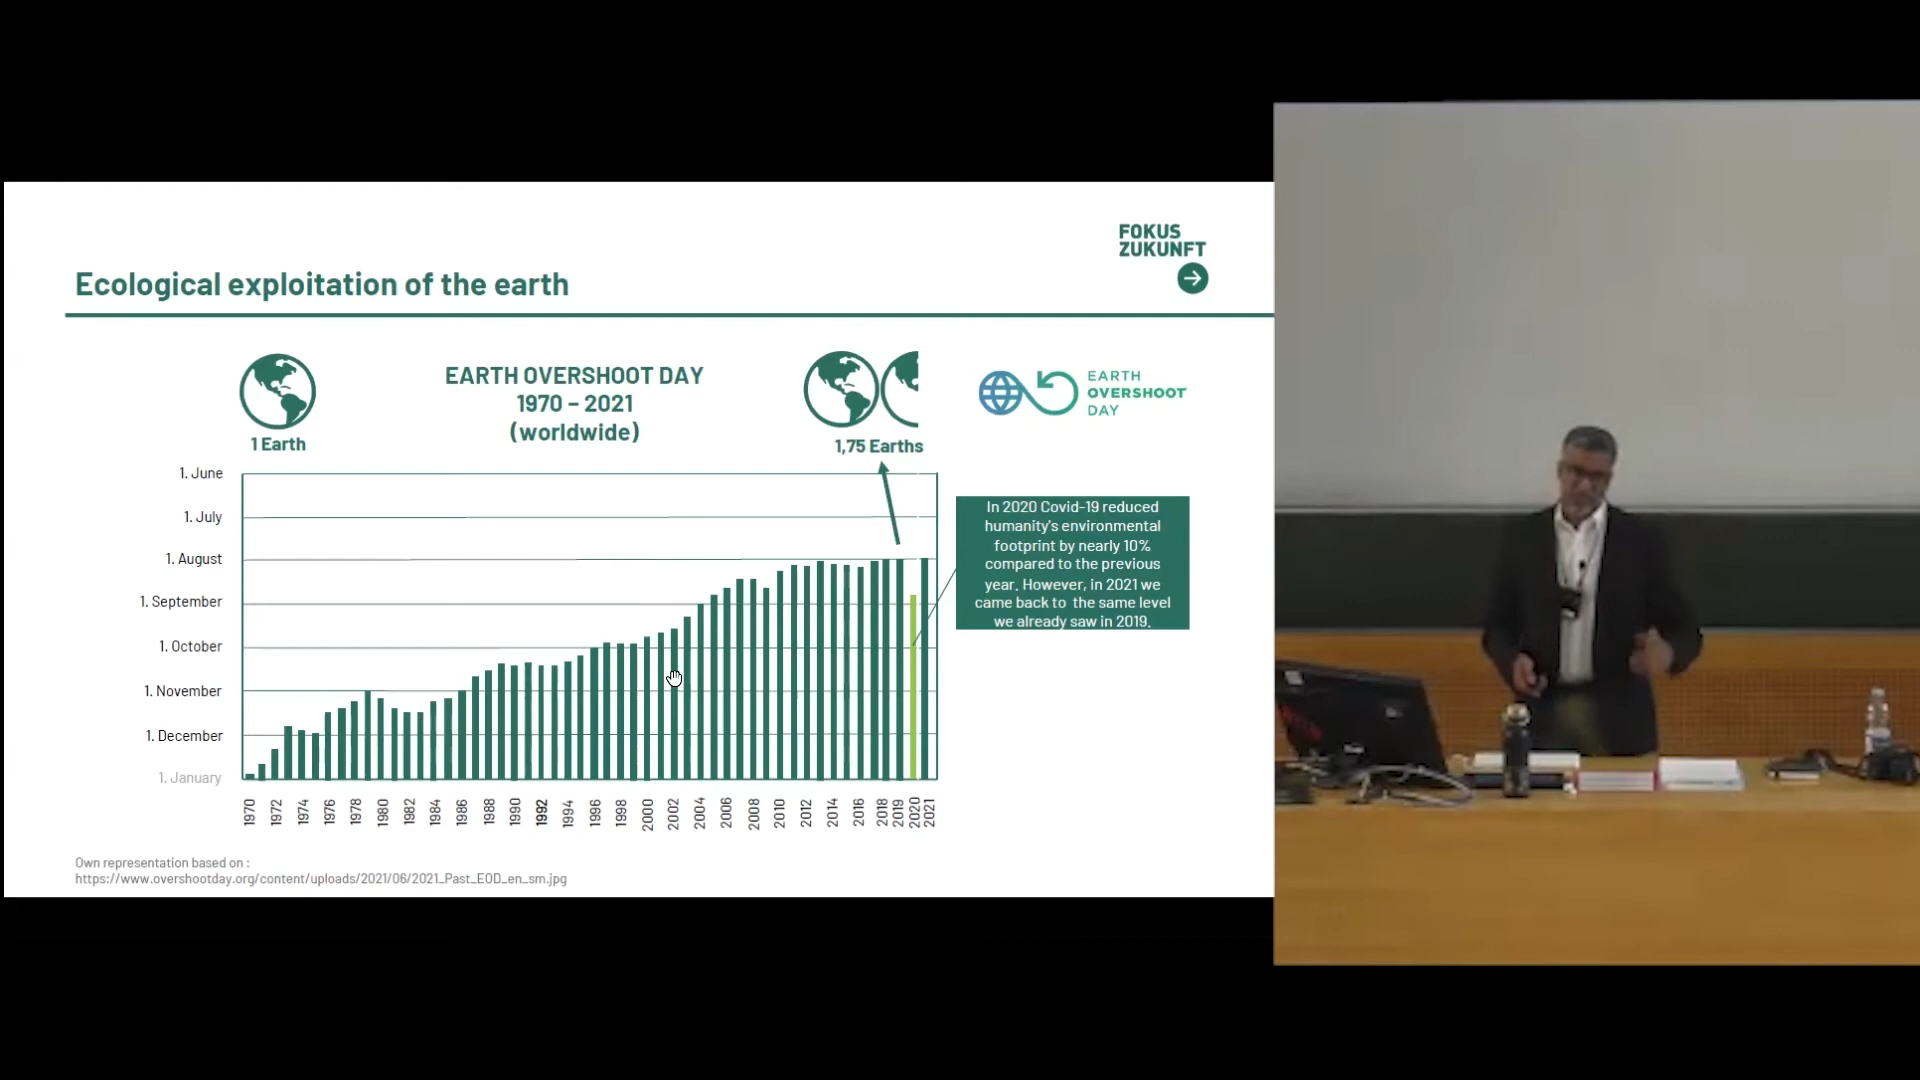 FOKUS
ZUKUNFT
Ecological exploitation of the earth
EARTH OVERSHOOT DAY
1970 – 2021
(worldwide)
1 Earth
1,75 Earths
EARTH
OVERSHOOT
DAY
1. June
1. July
1. August
1. September
1. October
1. November
1. December
1. January
In 2020 Covid-19 reduced
humanity's environmental
footprint by nearly 10%
compared to the previous
year. However, in 2021 we
came back to the same level
we already saw in 2019.
1970 1972 1974 1976 1978 1980 1982 1984 1986 1988 1990 1992 1994 1996 1998 2000 2002 2004 2006 2008 2010 2012 2014 2016 2018 2019 2020 2021
Own representation based on :
https://www.overshootday.org/content/uploads/2021/06/2021_Past_EOD_en_sm.jpg